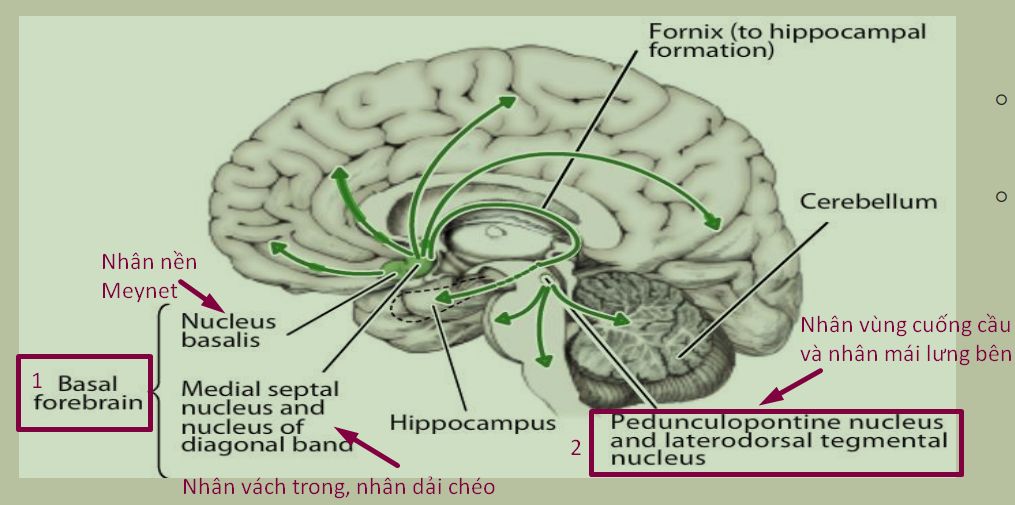 Fornix (to hippocampal
formation)
Cerebellum
Nhân nền
Meynet
Nucleus
basalis
Nhân vùng cuống cầu
và nhân mái lưng bên
1 Basal
forebrain
Medial septal
nucleus and
nucleus of
diagonal band
Hippocampus
2
Pedunculopontine nucleus
and laterodorsal tegmental
nucleus
Nhân vách trong, nhân dải chéo